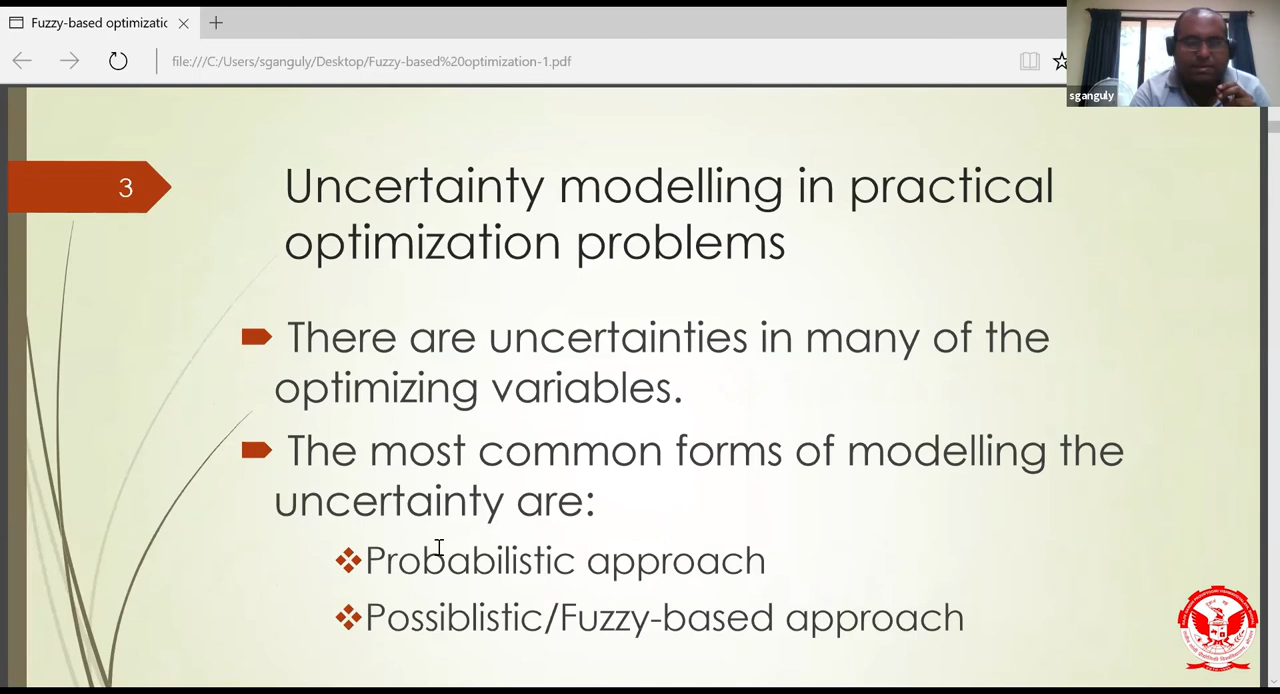 Fuzzy-based optimizatic
file:///C:/Users/sganguly/Desktop/Fuzzy-based%20optimization-1.pdf
sganguly
3
Uncertainty modelling in practical
optimization problems
There are uncertainties in many of the
optimizing variables.
The most common forms of modelling the
uncertainty are:
Probabilistic approach
Possiblistic/Fuzzy-based approach